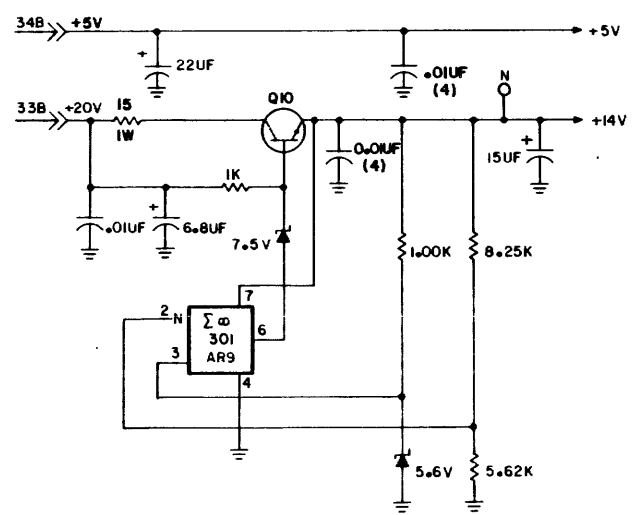 34B +5V
+5V
+
22UF
.01UF
(4)
N
Q10
33B +20V
15
1W
+14V
0.01UF
(4)
+
15UF
1K
+
.01UF
6.8UF
7.5V
1.00K
8.25K
7
2 N
Σ ∞
6
301
3
AR9
4
5.6V
5.62K